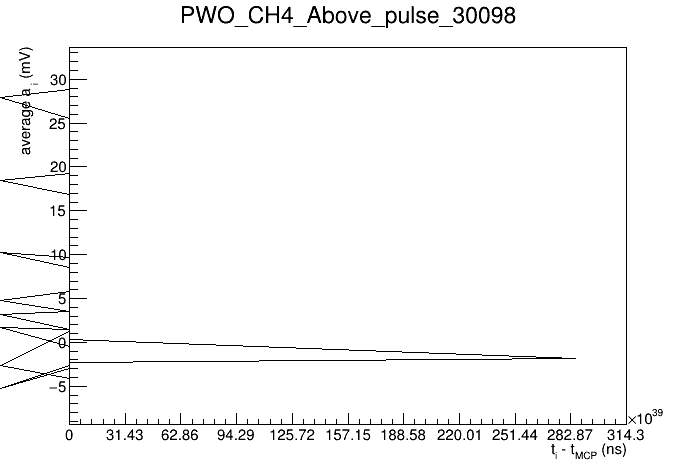 PWO_CH4_Above_pulse_30098
average a_i (mV)
30
25
20
15
10
5
0
−5
×10^39
0 31.43 62.86 94.29 125.72 157.15 188.58 220.01 251.44 282.87 314.3
t_i - t_MCP (ns)